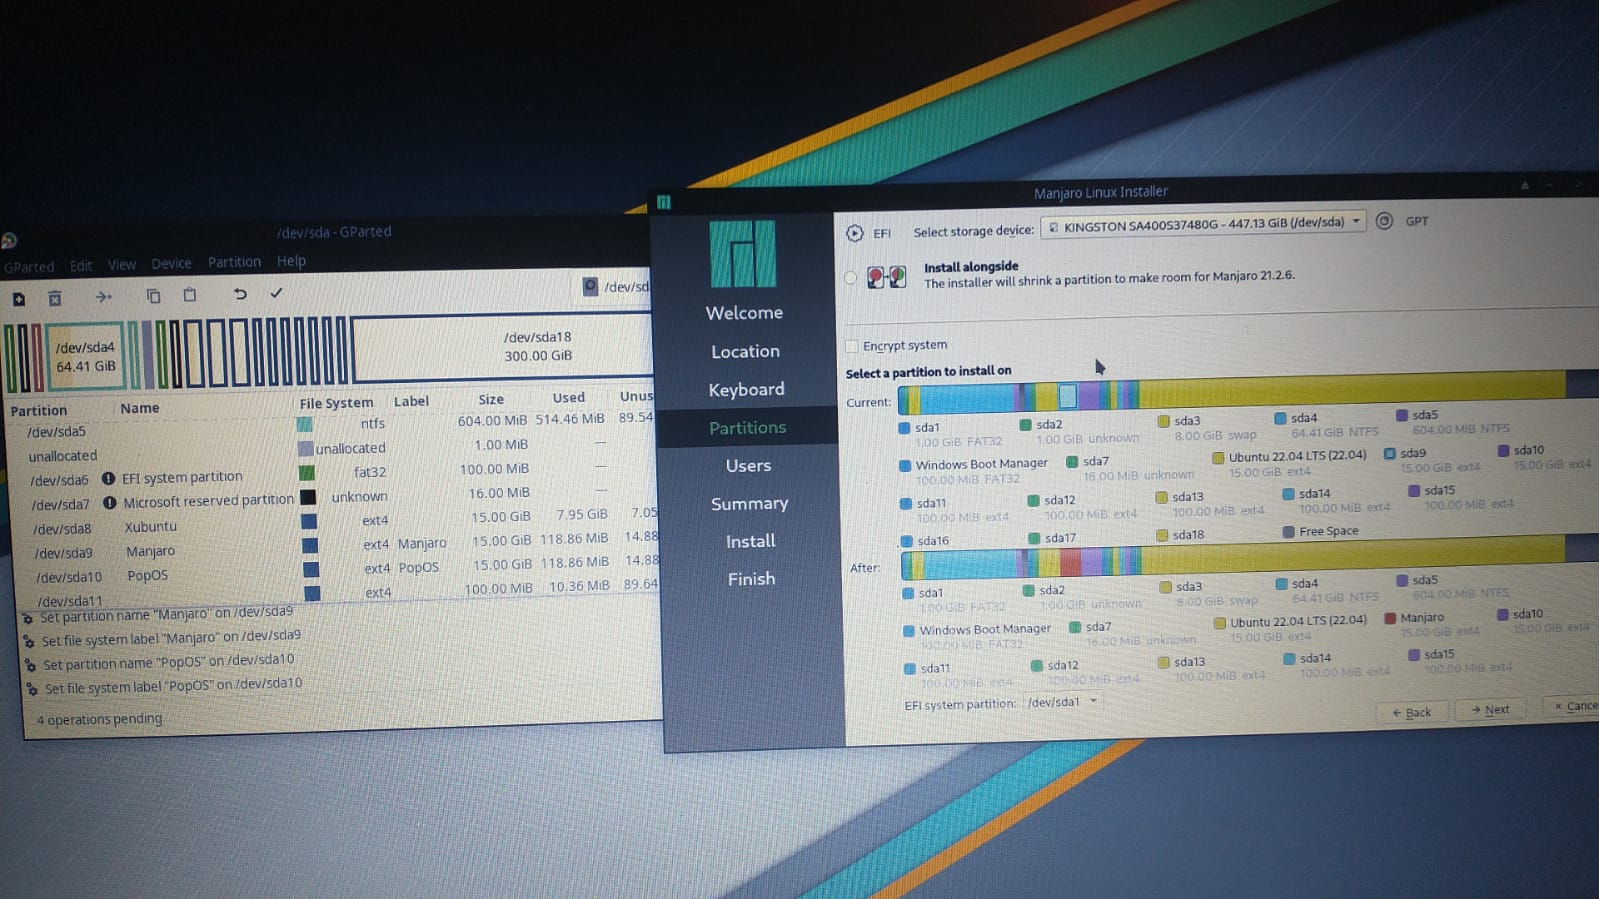 /dev/sda - GParted
GParted Edit View Device Partition Help
/dev/sd
/dev/sda4
64.41 GiB
/dev/sda18
300.00 GiB
Partition Name File System Label Size Used Unus
/dev/sda5 ntfs 604.00 MiB 514.46 MiB 89.54
unallocated unallocated 1.00 MiB —
/dev/sda6 EFI system partition fat32 100.00 MiB —
/dev/sda7 Microsoft reserved partition unknown 16.00 MiB —
/dev/sda8 Xubuntu ext4 15.00 GiB 7.95 GiB 7.05
/dev/sda9 Manjaro ext4 Manjaro 15.00 GiB 118.86 MiB 14.88
/dev/sda10 PopOS ext4 PopOS 15.00 GiB 118.86 MiB 14.88
/dev/sda11 ext4 100.00 MiB 10.36 MiB 89.64
Set partition name "Manjaro" on /dev/sda9
Set file system label "Manjaro" on /dev/sda9
Set partition name "PopOS" on /dev/sda10
Set file system label "PopOS" on /dev/sda10
4 operations pending
Manjaro Linux Installer
Welcome
Location
Keyboard
Partitions
Users
Summary
Install
Finish
EFI Select storage device: KINGSTON SA400S37480G - 447.13 GiB (/dev/sda) GPT
Install alongside
The installer will shrink a partition to make room for Manjaro 21.2.6.
Encrypt system
Select a partition to install on
Current:
sda1 sda2 sda3 sda4 sda5
1.00 GiB FAT32 1.00 GiB unknown 8.00 GiB swap 64.41 GiB NTFS 604.00 MiB NTFS
Windows Boot Manager sda7 Ubuntu 22.04 LTS (22.04) sda9 sda10
100.00 MiB FAT32 16.00 MiB unknown 15.00 GiB ext4 15.00 GiB ext4 15.00 GiB ext4
sda11 sda12 sda13 sda14 sda15
100.00 MiB ext4 100.00 MiB ext4 100.00 MiB ext4 100.00 MiB ext4 100.00 MiB ext4
sda16 sda17 sda18 Free Space
After:
sda1 sda2 sda3 sda4 sda5
1.00 GiB FAT32 1.00 GiB unknown 8.00 GiB swap 64.41 GiB NTFS 604.00 MiB NTFS
Windows Boot Manager sda7 Ubuntu 22.04 LTS (22.04) Manjaro sda10
100.00 MiB FAT32 16.00 MiB unknown 15.00 GiB ext4 15.00 GiB ext4 15.00 GiB ext4
sda11 sda12 sda13 sda14 sda15
100.00 MiB ext4 100.00 MiB ext4 100.00 MiB ext4 100.00 MiB ext4 100.00 MiB ext4
EFI system partition: /dev/sda1
Back Next Cance